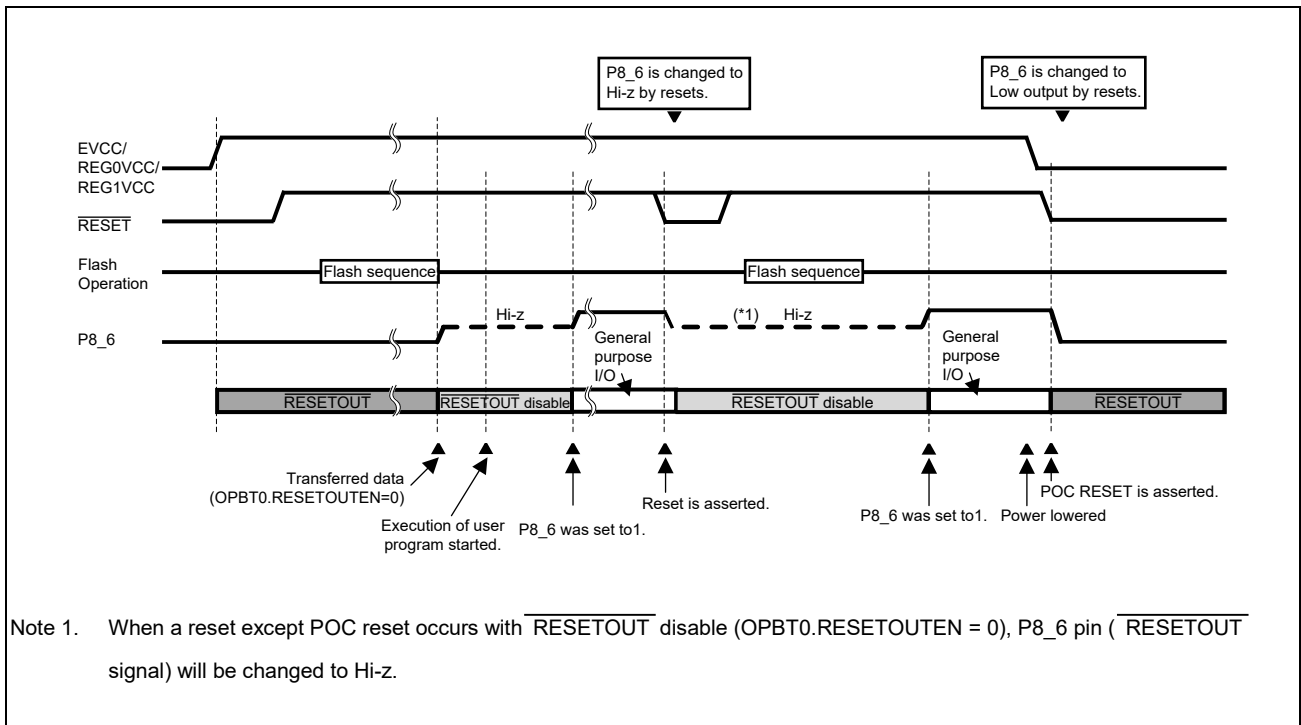 P8_6 is changed to
Hi-z by resets.
P8_6 is changed to
Low output by resets.
EVCC/
REG0VCC/
REG1VCC
RESET
Flash
Operation
Flash sequence
Flash sequence
P8_6
Hi-z
General
purpose
I/O
(*1) Hi-z
General
purpose
I/O
RESETOUT
RESETOUT disable
RESETOUT disable
RESETOUT
Transferred data
(OPBT0.RESETOUTEN=0)
Execution of user
program started.
P8_6 was set to1.
Reset is asserted.
P8_6 was set to1.
Power lowered
POC RESET is asserted.
Note 1. When a reset except POC reset occurs with RESETOUT disable (OPBT0.RESETOUTEN = 0), P8_6 pin ( RESETOUT
signal) will be changed to Hi-z.